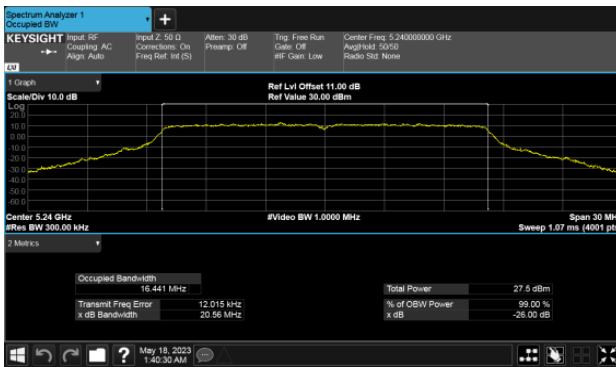 Spectrum Analyzer 1
Occupied BW
+
KEYSIGHT Input: RF Input Z: 50 Ω Atten: 30 dB Trig: Free Run Center Freq: 5.240000000 GHz
Coupling: AC Corrections: On Preamp: Off Gate: Off Avg|Hold: 50/50
Align: Auto Freq Ref: Int (S) #IF Gain: Low Radio Std: None
LXI
1 Graph
Ref Lvl Offset 11.00 dB
Scale/Div 10.0 dB Ref Value 30.00 dBm
Log
20.0
10.0
0.00
-10.0
-20.0
-30.0
-40.0
-50.0
-60.0
Center 5.24 GHz #Video BW 1.0000 MHz Span 30 MH
#Res BW 300.00 kHz Sweep 1.07 ms (4001 pts
2 Metrics
Occupied Bandwidth
16.441 MHz Total Power 27.5 dBm
Transmit Freq Error 12.015 kHz % of OBW Power 99.00 %
x dB Bandwidth 20.56 MHz x dB -26.00 dB
? May 18, 2023
1:40:30 AM